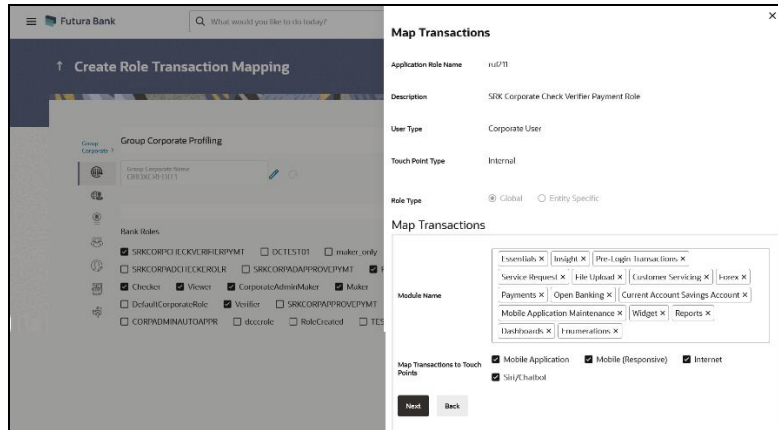 Futura Bank
What would you like to do today?
Create Role Transaction Mapping
Group Corporate >
Group Corporate Profiling
Group Corporate Name
Bank Roles
SRKCORPCHECKVERIFIERPYMT OCTEST01 maker_only
SRKCORPADCHECKEROLR SRKCORPADAPPROVEPYMT
Checker Viewer CorporateAdminMaker Maker
DefaultCorporateRole Verifier SRKCORPAPPROVEPYMT
CORPADMINAUTOAPPR dcccrole RoleCreated
×
Map Transactions
Application Role Name
Description SRK Corporate Check Verifier Payment Role
User Type Corporate User
Touch Point Type Internal
Role Type Global Entity Specific
Map Transactions
Module Name
Essentials × Insight × Pre-Login Transactions ×
Service Request × File Upload × Customer Servicing × Forex ×
Payments × Open Banking × Current Account Savings Account ×
Mobile Application Maintenance × Widget × Reports ×
Dashboards × Enumerations ×
Map Transactions to Touch Points
Mobile Application Mobile (Responsive) Internet
Siri/Chatbot
Next Back